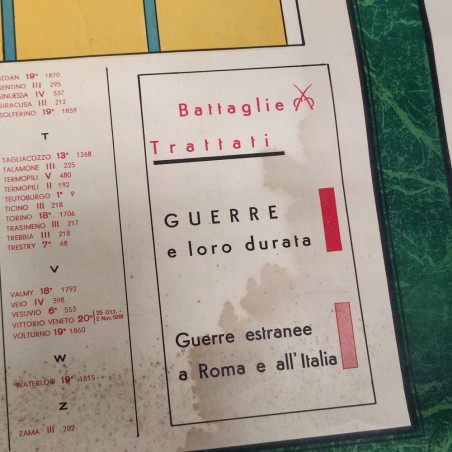 SEDAN 19° 1870
SENTINO III 295
SINUESSA IV 337
SIRACUSA III 212
SOLFERINO 19° 1859
T
TAGLIACOZZO 13° 1268
TALAMONE III 225
TERMOPILI V 480
TERMOPILI II 192
TEUTOBURGO 1° 9
TICINO III 218
TORINO 18° 1706
TRASIMENO III 217
TREBBIA III 218
TRESTRY 7° 68
V
VALMY 18° 1792
VEIO IV 398
VESUVIO 6° 553
VITTORIO VENETO 20° {25 Ott. -
2 Nov. 1918
VOLTURNO 19° 1860
W
WATERLOO 19° 1815
Z
ZAMA III 202
Battaglie
Trattati
GUERRE
e loro durata
Guerre estranee
a Roma e all'Italia